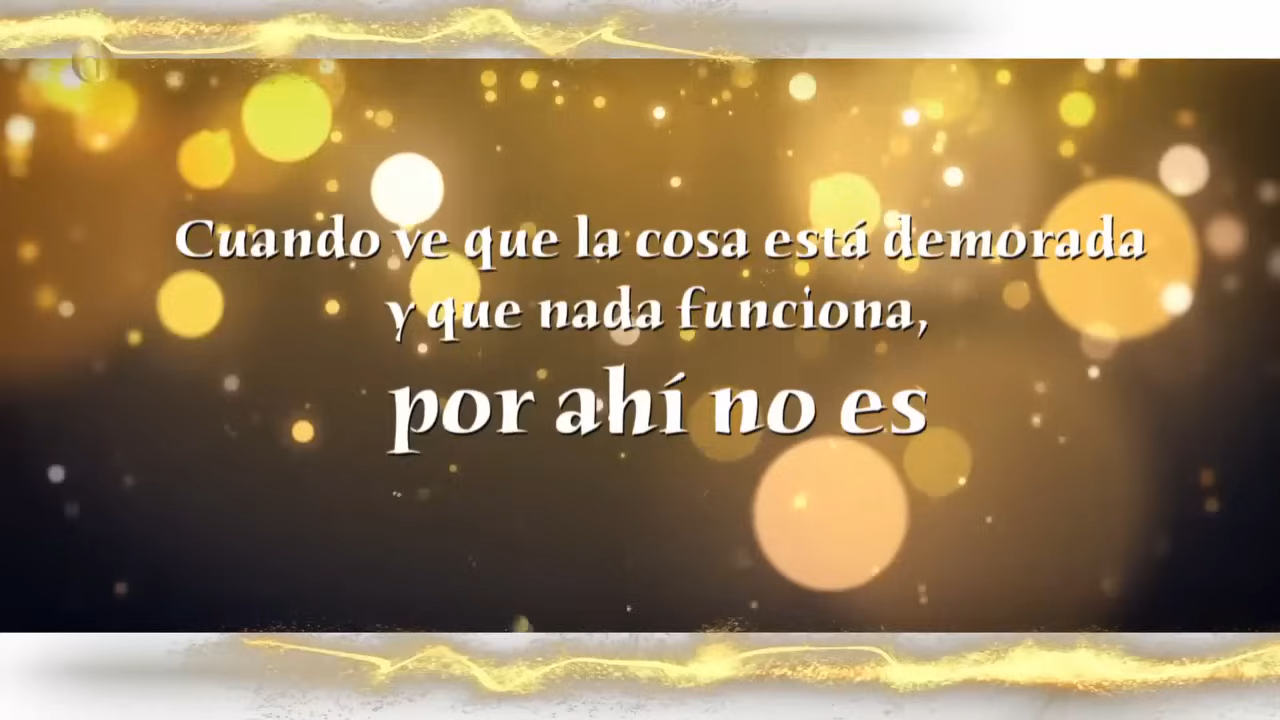 Cuando ve que la cosa está demorada
y que nada funciona,
por ahí no es